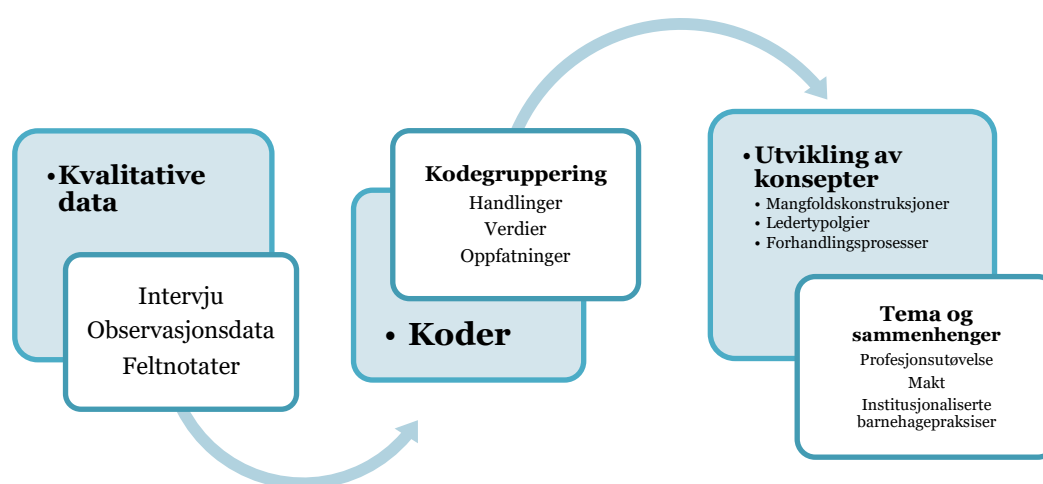 •Kvalitative
data
Intervju
Observasjonsdata
Feltnotater
Kodegruppering
Handlinger
Verdier
Oppfatninger
• Koder
•Utvikling av
konsepter
• Mangfoldskonstruksjoner
• Ledertypolgier
• Forhandlingsprosesser
Tema og
sammenhenger
Profesjonsutøvelse
Makt
Institusjonaliserte
barnehagepraksiser